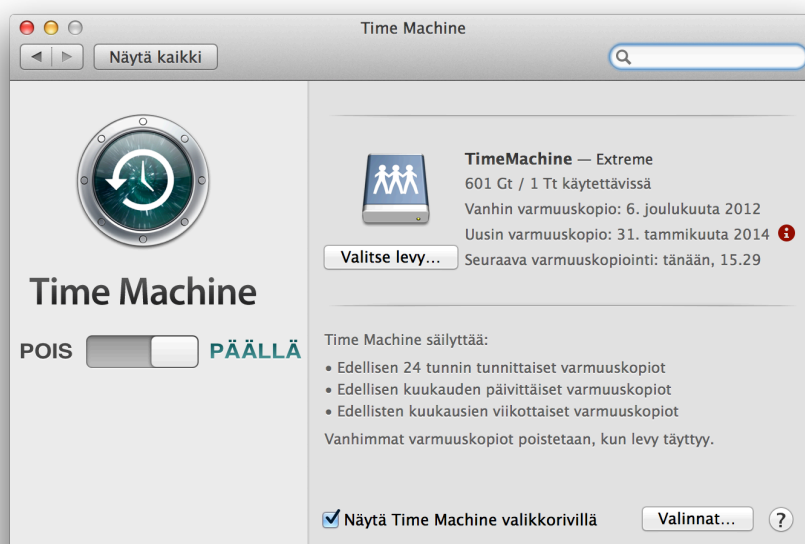 Time Machine
Näytä kaikki
TimeMachine — Extreme
601 Gt / 1 Tt käytettävissä
Vanhin varmuuskopio: 6. joulukuuta 2012
Uusin varmuuskopio: 31. tammikuuta 2014
Valitse levy...
Seuraava varmuuskopiointi: tänään, 15.29
Time Machine
POIS PÄÄLLÄ
Time Machine säilyttää:
• Edellisen 24 tunnin tunnittaiset varmuuskopiot
• Edellisen kuukauden päivittäiset varmuuskopiot
• Edellisten kuukausien viikottaiset varmuuskopiot
Vanhimmat varmuuskopiot poistetaan, kun levy täyttyy.
Näytä Time Machine valikkorivillä
Valinnat...
?